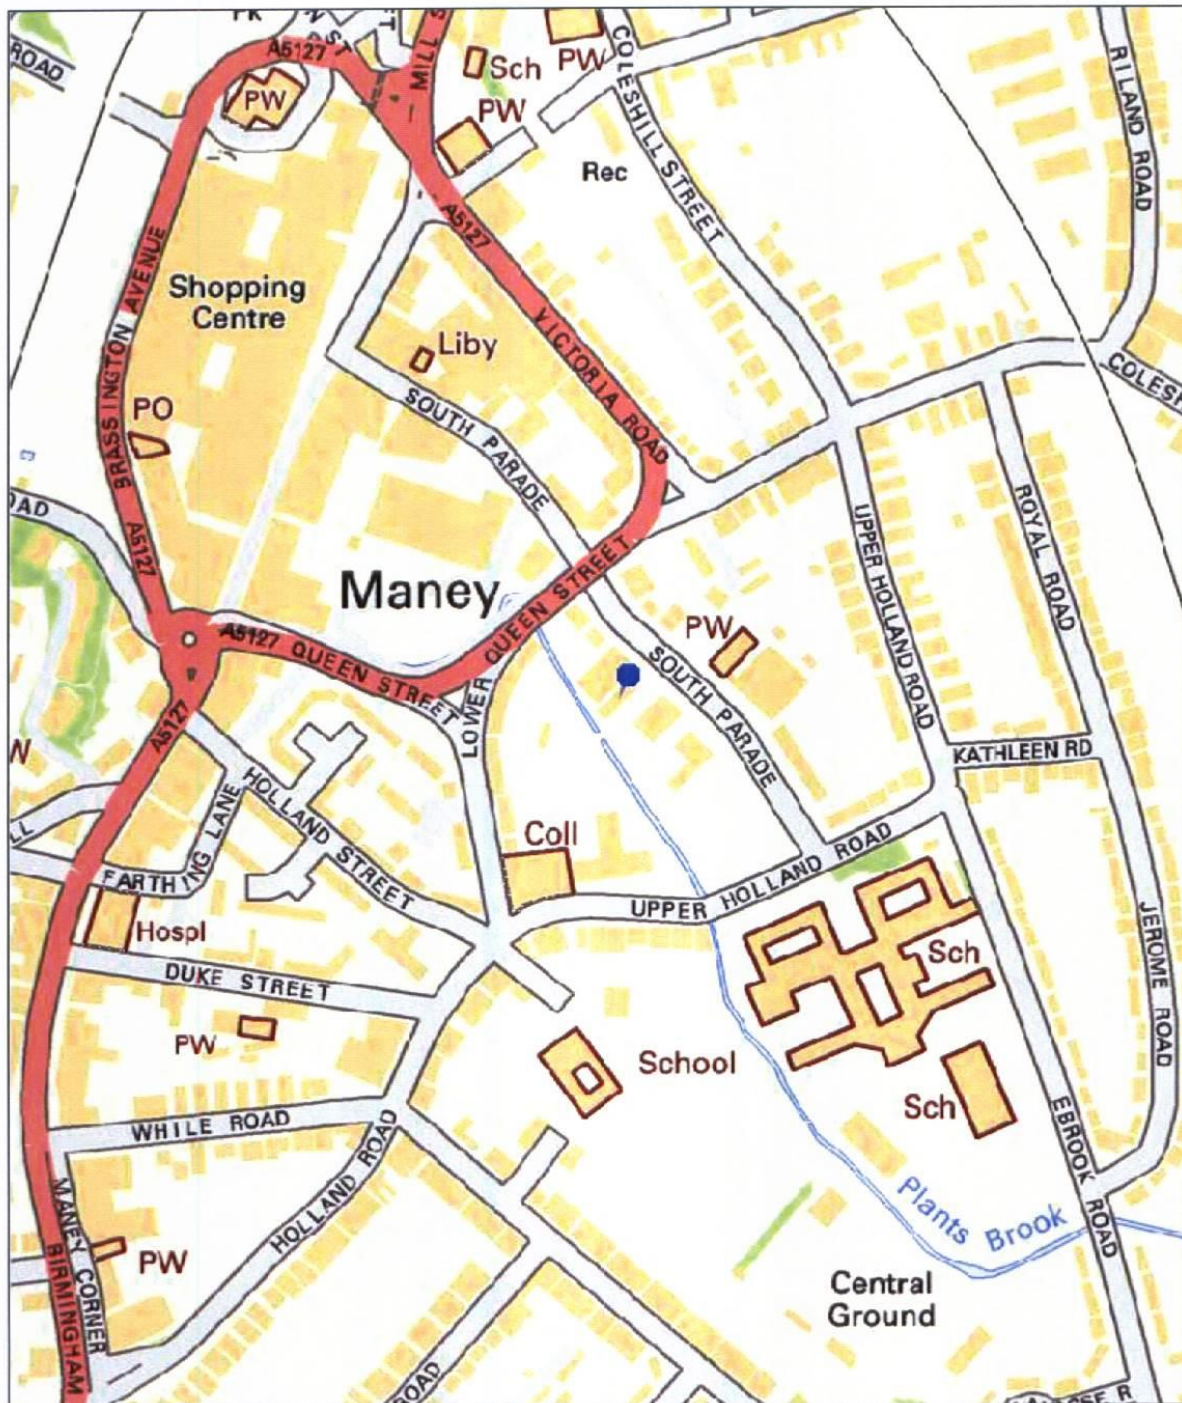 A5127
MILL
Sch
PW
COLESHILL STREET
RILAND ROAD
ROAD
PW
PW
Rec
A5127
Shopping
Centre
BRASSINGTON AVENUE
VICTORIA ROAD
Liby
COLESH
PO
SOUTH PARADE
A5127
UPPER HOLLAND ROAD
ROYAL ROAD
Maney
LOWER QUEEN STREET
A5127 QUEEN STREET
PW
SOUTH PARADE
A5127
KATHLEEN RD
HOLLAND STREET
FARTHING LANE
Coll
UPPER HOLLAND ROAD
Hospl
DUKE STREET
Sch
JEROME ROAD
PW
School
Sch
WHILE ROAD
HOLLAND ROAD
EBROOK ROAD
Plants Brook
MANEY CORNER
PW
BIRMINGHAM
Central
Ground
ROAD